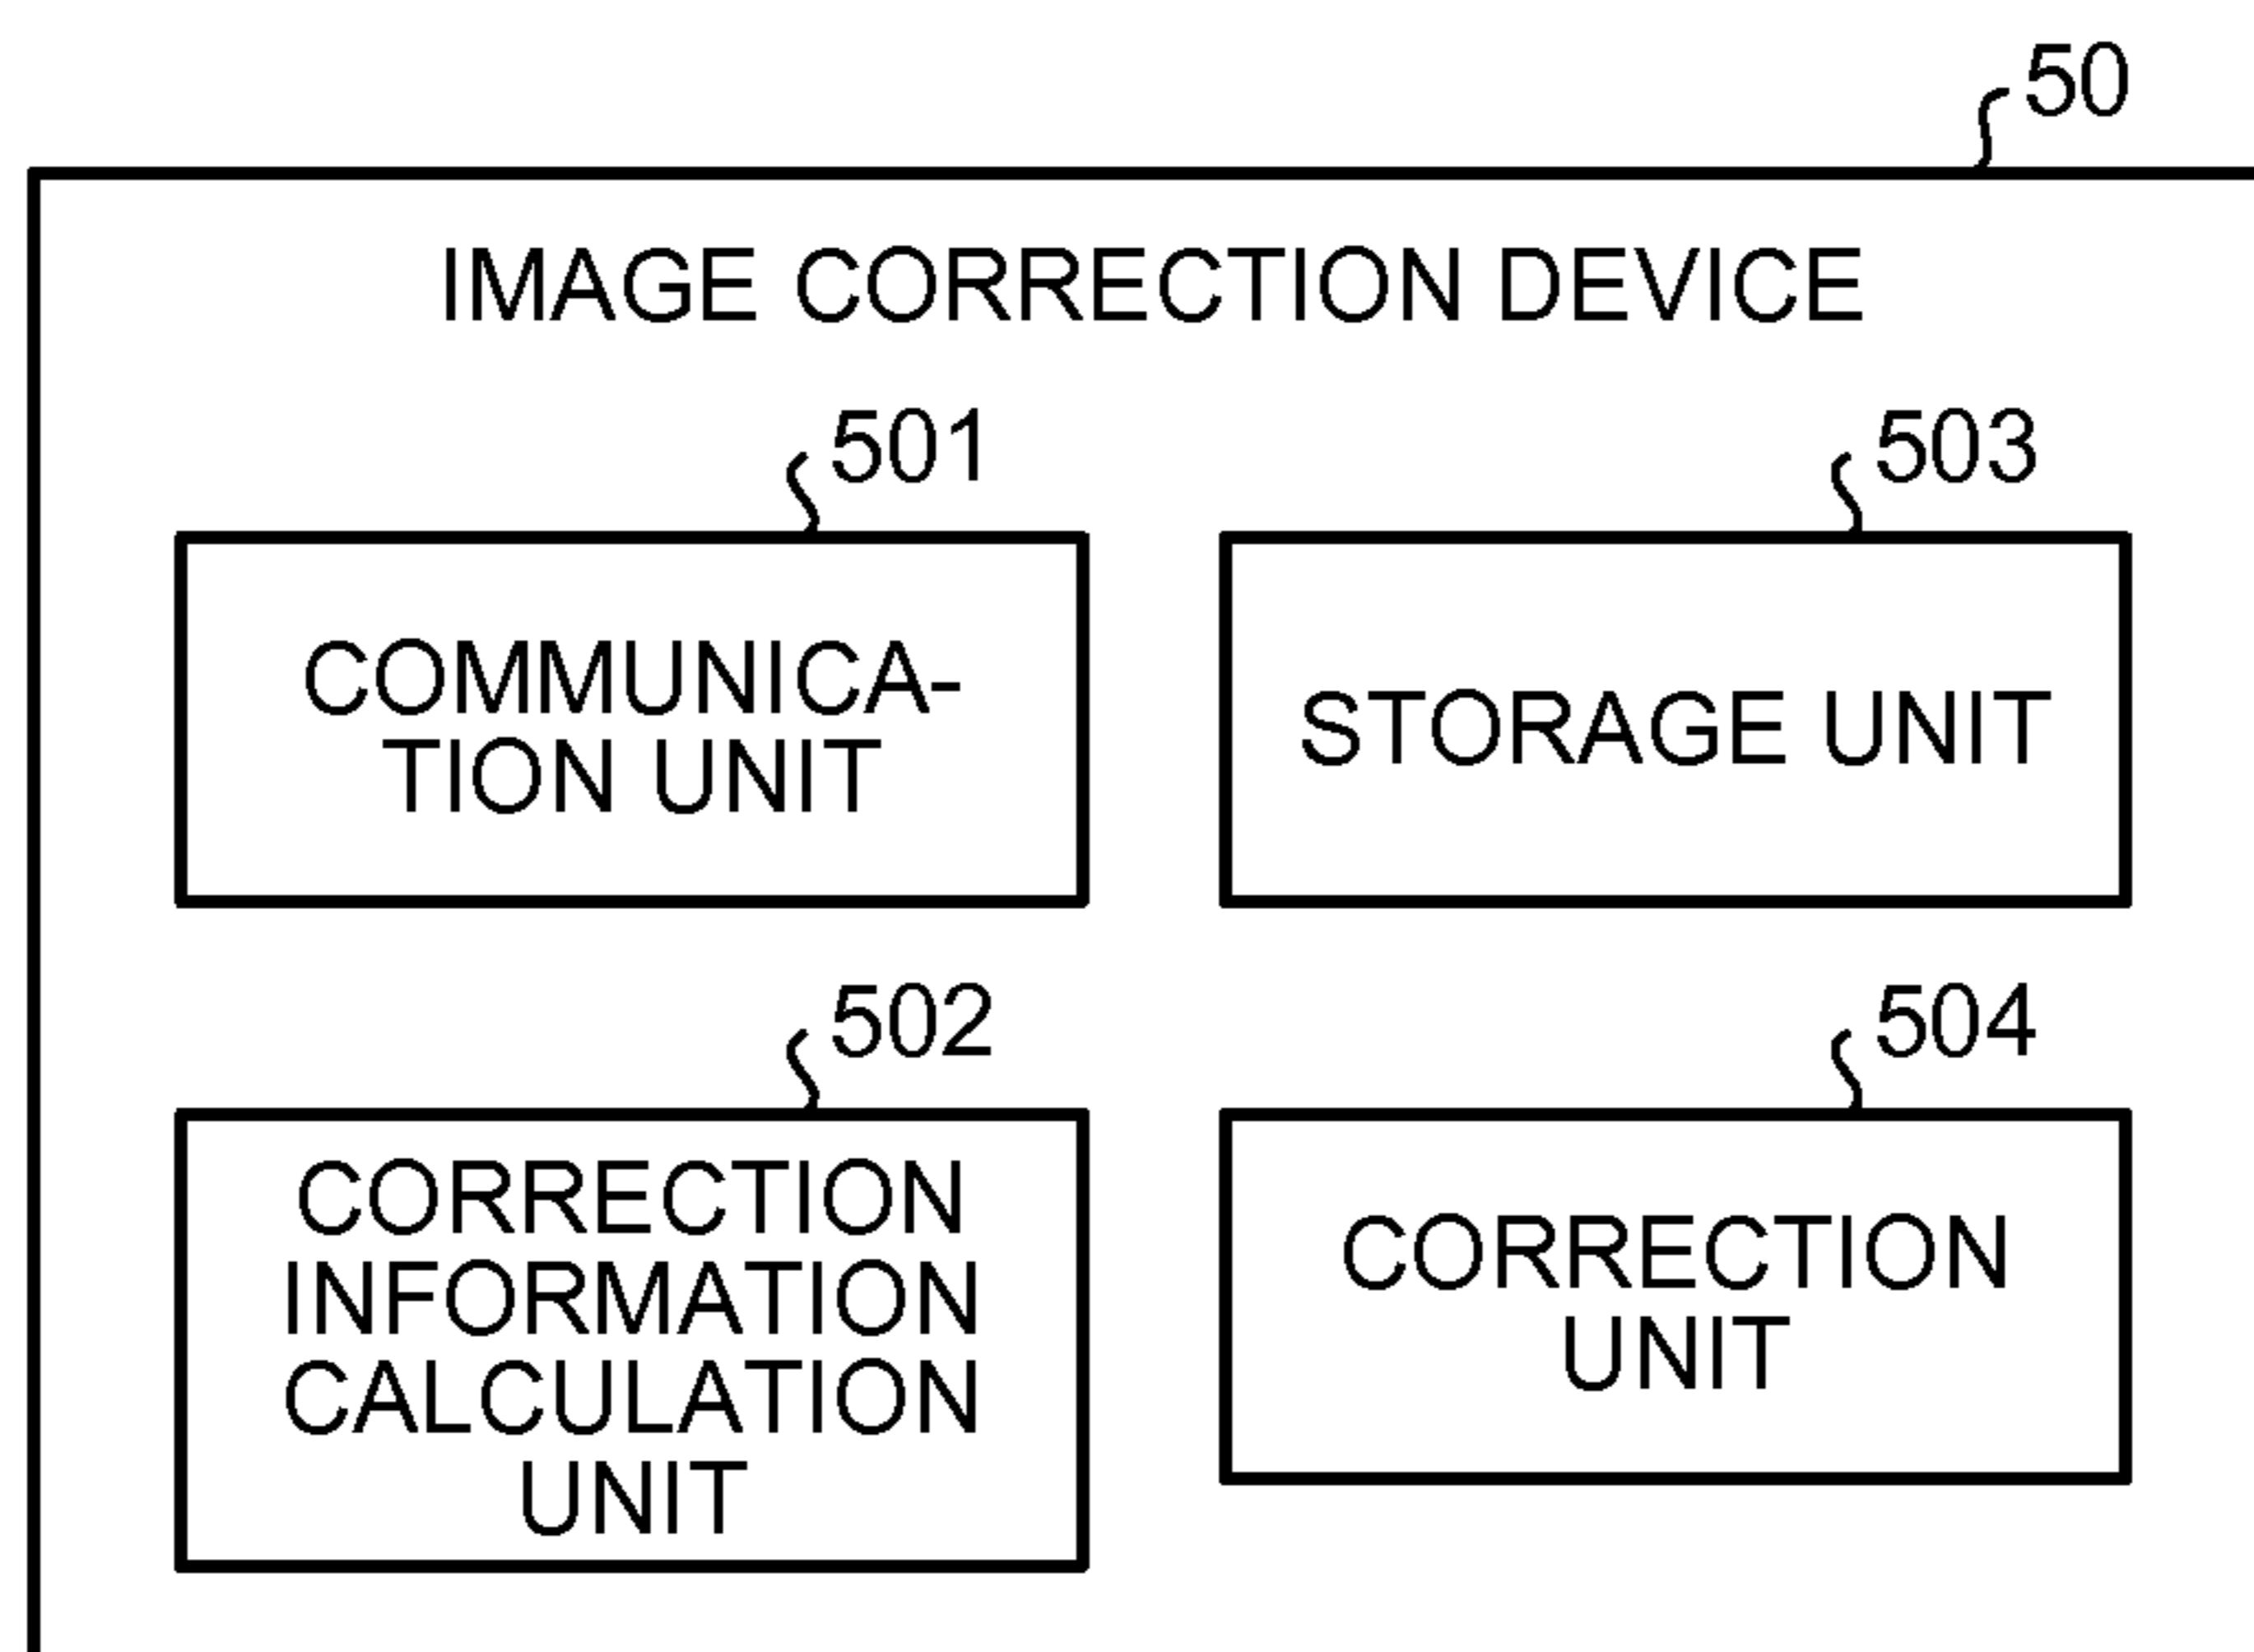 50
IMAGE CORRECTION DEVICE
501
COMMUNICA-
TION UNIT
503
STORAGE UNIT
502
CORRECTION
INFORMATION
CALCULATION
UNIT
504
CORRECTION
UNIT